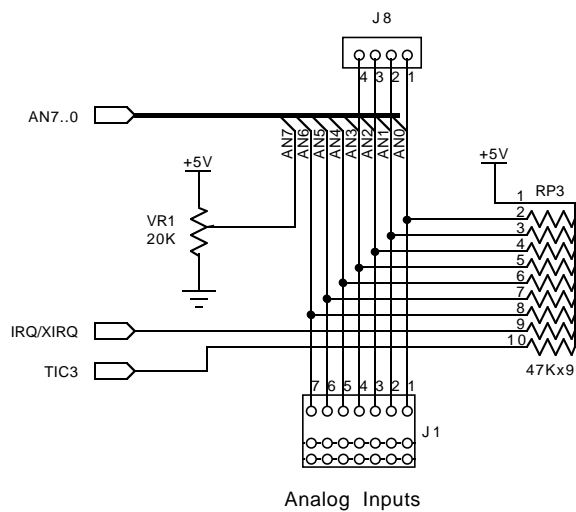 J8
4 3 2 1
AN7..0
AN7 AN6 AN5 AN4 AN3 AN2 AN1 AN0
+5V
+5V
VR1
20K
RP3
1
2
3
4
5
6
7
8
9
10
47Kx9
IRQ/XIRQ
TIC3
7 6 5 4 3 2 1
J1
Analog Inputs